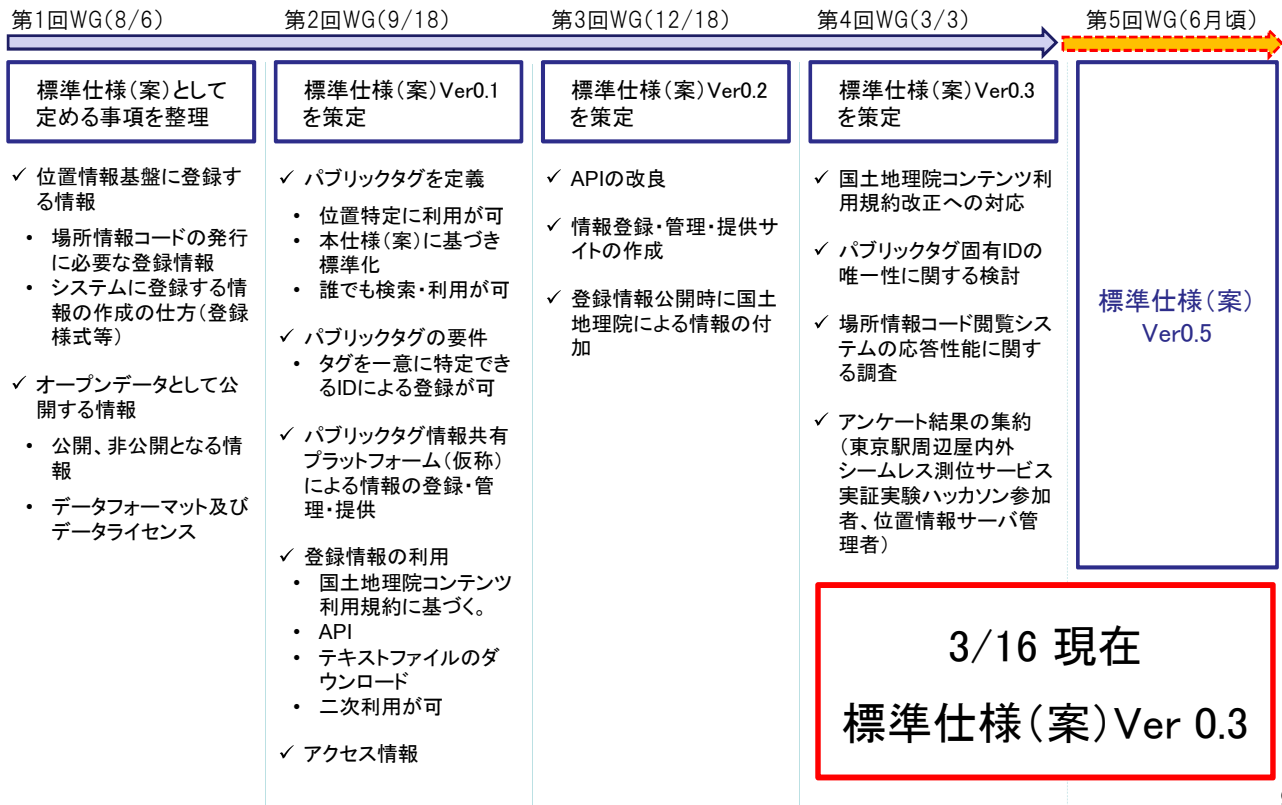 第1回WG(8/6)
第2回WG(9/18)
第3回WG(12/18)
第4回WG(3/3)
第5回WG(6月頃)
標準仕様(案)として
定める事項を整理
✓ 位置情報基盤に登録す
る情報
• 場所情報コードの発行
に必要な登録情報
• システムに登録する情
報の作成の仕方(登録
様式等)
✓ オープンデータとして公
開する情報
• 公開、非公開となる情
報
• データフォーマット及び
データライセンス
標準仕様(案)Ver0.1
を策定
✓ パブリックタグを定義
• 位置特定に利用が可
• 本仕様(案)に基づき
標準化
• 誰でも検索・利用が可
✓ パブリックタグの要件
• タグを一意に特定でき
るIDによる登録が可
✓ パブリックタグ情報共有
プラットフォーム(仮称)
による情報の登録・管
理・提供
✓ 登録情報の利用
• 国土地理院コンテンツ
利用規約に基づく。
• API
• テキストファイルのダ
ウンロード
• 二次利用が可
✓ アクセス情報
標準仕様(案)Ver0.2
を策定
✓ APIの改良
✓ 情報登録・管理・提供サ
イトの作成
✓ 登録情報公開時に国土
地理院による情報の付
加
標準仕様(案)Ver0.3
を策定
✓ 国土地理院コンテンツ利
用規約改正への対応
✓ パブリックタグ固有IDの
唯一性に関する検討
✓ 場所情報コード閲覧シス
テムの応答性能に関す
る調査
✓ アンケート結果の集約
(東京駅周辺屋内外
シームレス測位サービス
実証実験ハッカソン参加
者、位置情報サーバ管
理者)
標準仕様(案)
Ver0.5
3/16 現在
標準仕様(案)Ver 0.3